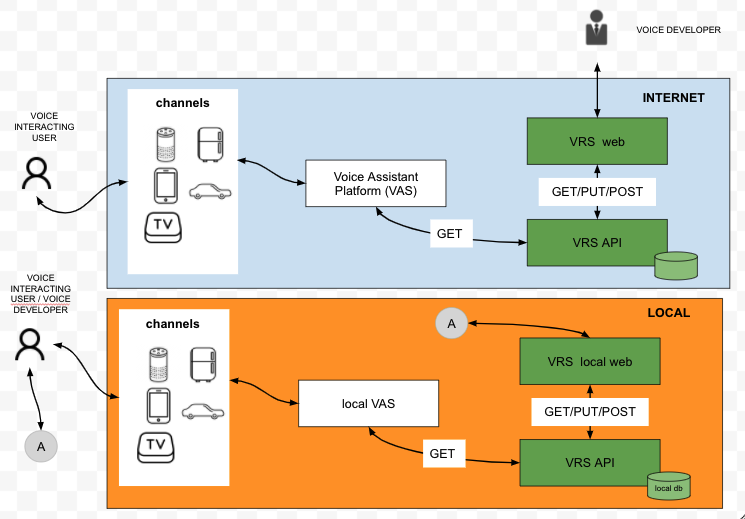 VOICE DEVELOPER
INTERNET
channels
VOICE
INTERACTING
USER
TV
Voice Assistant
Platform (VAS)
VRS web
GET/PUT/POST
GET
VRS API
VOICE
INTERACTING
USER / VOICE
DEVELOPER
LOCAL
channels
A
TV
local VAS
VRS local web
GET/PUT/POST
GET
VRS API
local db
A